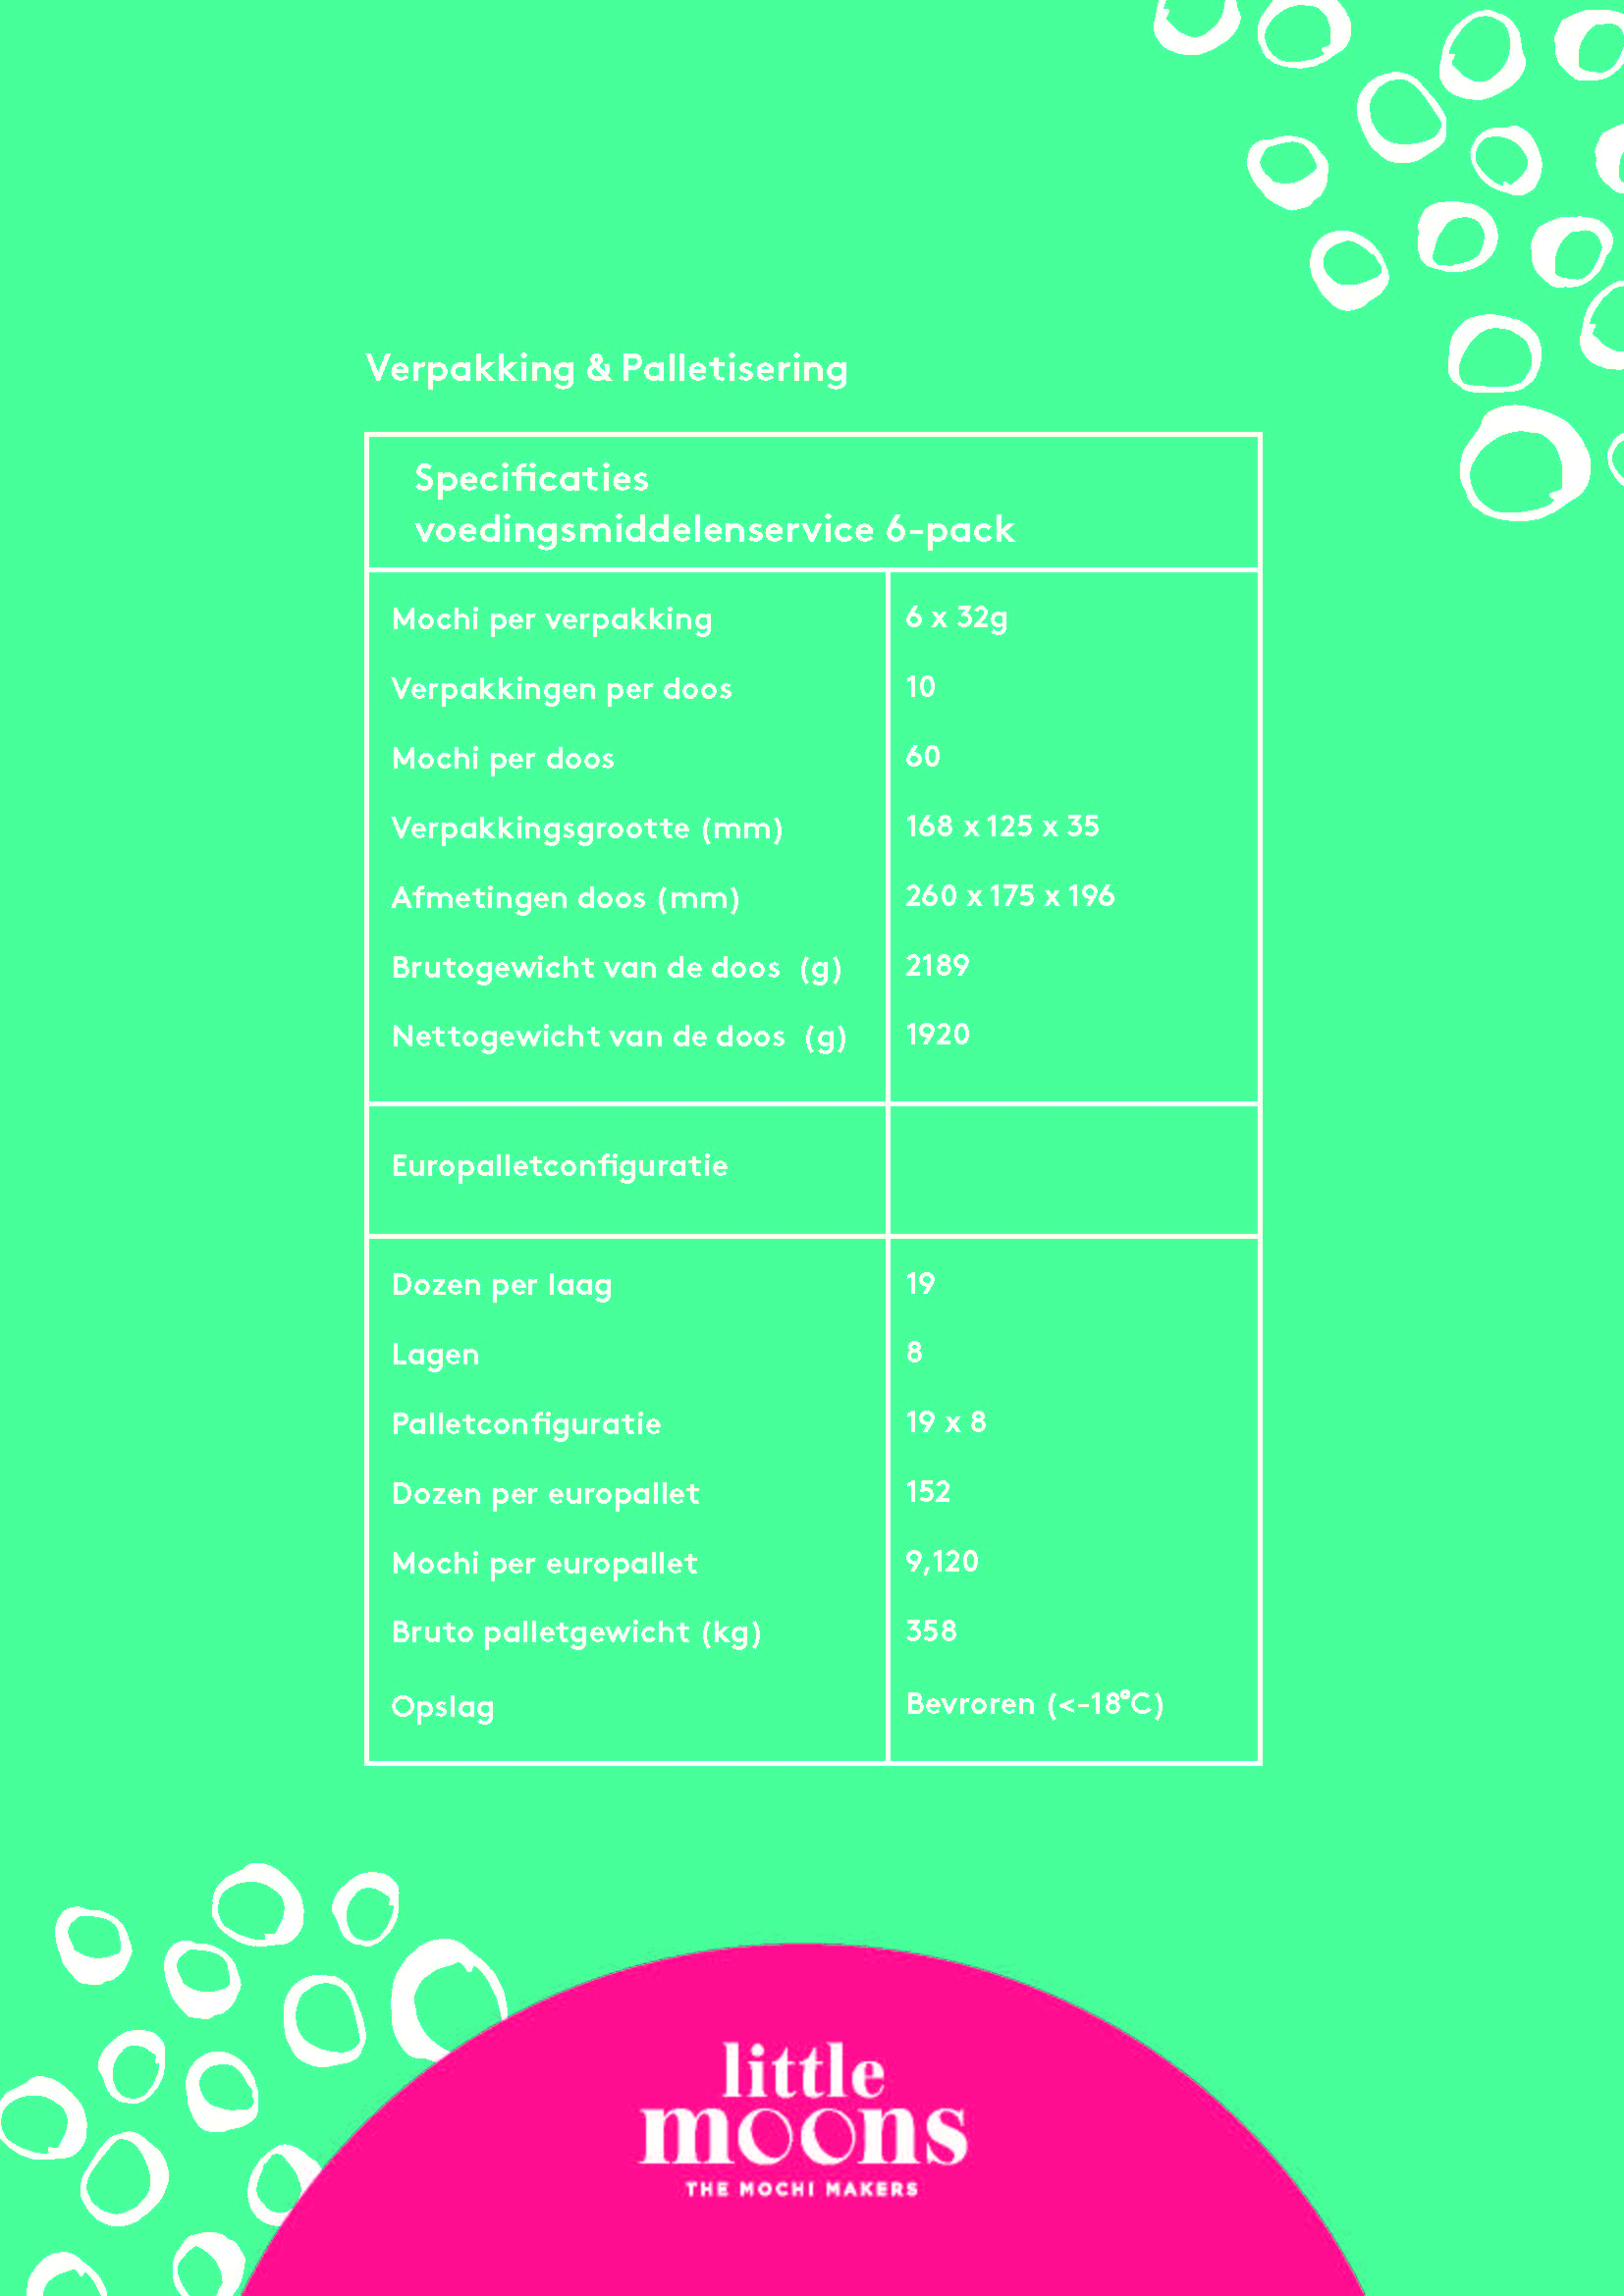 Verpakking & Palletisering
Specificaties
voedingsmiddelenservice 6-pack
Mochi per verpakking 6 x 32g
Verpakkingen per doos 10
Mochi per doos 60
Verpakkingsgrootte (mm) 168 x 125 x 35
Afmetingen doos (mm) 260 x 175 x 196
Brutogewicht van de doos (g) 2189
Nettogewicht van de doos (g) 1920
Europalletconfiguratie
Dozen per laag 19
Lagen 8
Palletconfiguratie 19 x 8
Dozen per europallet 152
Mochi per europallet 9,120
Bruto palletgewicht (kg) 358
Opslag Bevroren (<-18°C)
little
moons
THE MOCHI MAKERS